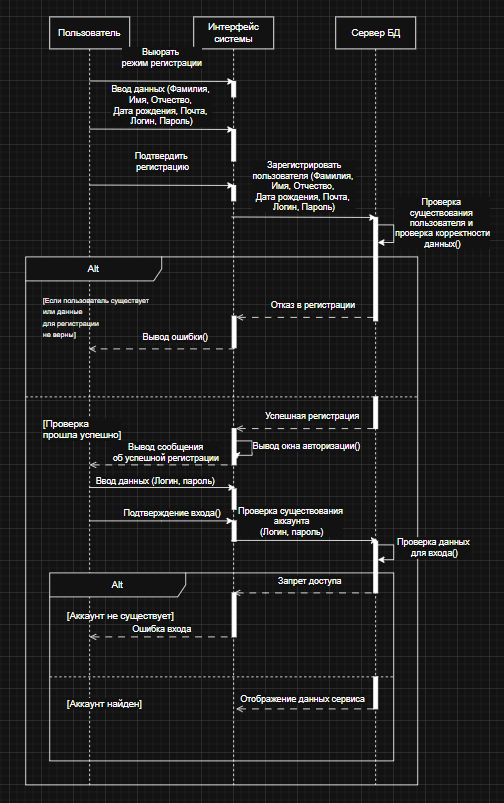 Пользователь
Интерфейс
системы
Сервер БД
Выюрать
режим регистрации
Ввод данных (Фамилия,
Имя, Отчество,
Дата рождения, Почта,
Логин, Пароль)
Подтвердить
регистрацию
Зарегистрировать
пользователя (Фамилия,
Имя, Отчество,
Дата рождения, Почта,
Логин, Пароль)
Проверка
существования
пользователя и
проверка корректности
данных()
Alt
[Если пользователь существует
или данные
для регистрации
не верны]
Отказ в регистрации
Вывод ошибки()
[Проверка
прошла успешно]
Успешная регистрация
Вывод окна авторизации()
Вывод сообщения
об успешной регистрации
Ввод данных (Логин, пароль)
Подтверждение входа()
Проверка существования
аккаунта
(Логин, пароль)
Проверка данных
для входа()
Alt
Запрет доступа
[Аккаунт не существует]
Ошибка входа
[Аккаунт найден]
Отображение данных сервиса